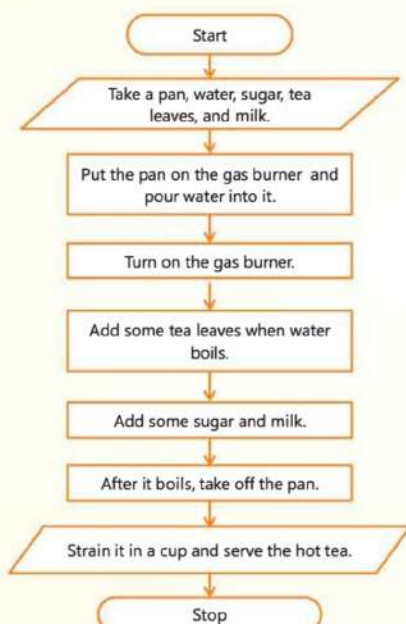 Start
Take a pan, water, sugar, tea
leaves, and milk.
Put the pan on the gas burner and
pour water into it.
Turn on the gas burner.
Add some tea leaves when water
boils.
Add some sugar and milk.
After it boils, take off the pan.
Strain it in a cup and serve the hot tea.
Stop